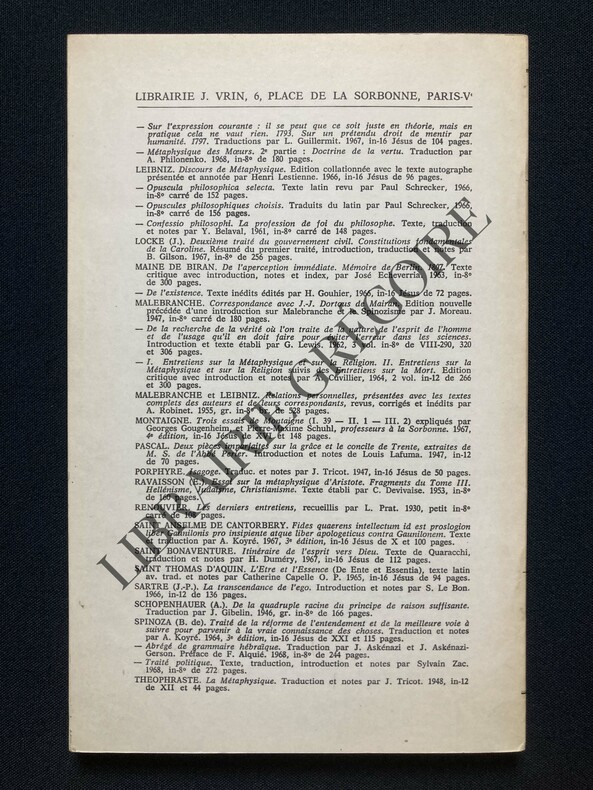 LIBRAIRIE J. VRIN, 6, PLACE DE LA SORBONNE, PARIS-Vᵉ
— Sur l'expression courante : il se peut que ce soit juste en théorie, mais en
pratique cela ne vaut rien. 1793. Sur un prétendu droit de mentir par
humanité. 1797. Traductions par L. Guillermit. 1967, in-16 Jésus de 104 pages.
— Métaphysique des Mœurs. 2ᵉ partie : Doctrine de la vertu. Traduction par
A. Philonenko. 1968, in-8º de 180 pages.
LEIBNIZ. Discours de Métaphysique. Edition collationnée avec le texte autographe
présentée et annotée par Henri Lestienne. 1966, in-16 Jésus de 96 pages.
— Opuscula philosophica selecta. Texte latin revu par Paul Schrecker, 1966,
in-8º carré de 152 pages.
— Opuscules philosophiques choisis. Traduits du latin par Paul Schrecker, 1966,
in-8º carré de 156 pages.
— Confessio philosophi. La profession de foi du philosophe. Texte, traduction
et notes par Y. Belaval, 1961, in-8º carré de 148 pages.
LOCKE (J.). Deuxième traité du gouvernement civil. Constitutions fondamentales
de la Caroline. Résumé du premier traité, introduction, traduction et notes par
B. Gilson. 1967, in-8º de 256 pages.
MAINE DE BIRAN. De l'aperception immédiate. Mémoire de Berlin 1807. Texte
critique avec introduction, notes et index, par José Echeverria, 1963, in-8º
de 300 pages.
— De l'existence. Texte inédits édités par H. Gouhier, 1966, in-16 Jésus de 72 pages.
MALEBRANCHE. Correspondance avec J.-J. Dortous de Mairan. Edition nouvelle
précédée d'une introduction sur Malebranche et le Spinozisme par J. Moreau.
1947, in-8º carré de 180 pages.
— De la recherche de la vérité où l'on traite de la nature de l'esprit de l'homme
et de l'usage qu'il en doit faire pour éviter l'erreur dans les sciences.
Introduction et texte établi par G. Lewis, 1962, 3 vol. in-8º de VIII-290, 320
et 306 pages.
— I. Entretiens sur la Métaphysique et sur la Religion. II. Entretiens sur la
Métaphysique et sur la Religion suivis des Entretiens sur la Mort. Edition
critique avec introduction et notes par A. Cuvillier, 1964, 2 vol. in-12 de 266
et 300 pages.
MALEBRANCHE et LEIBNIZ. Relations personnelles, présentées avec les textes
complets des auteurs et de leurs correspondants, revus, corrigés et inédits par
A. Robinet. 1955, gr. in-8º de 528 pages.
MONTAIGNE. Trois essais de Montaigne (I. 39 — II. 1 — III. 2) expliqués par
Georges Gougenheim et Pierre-Maxime Schuhl, professeurs à la Sorbonne. 1967,
4ᵉ édition, in-16 Jésus de et 148 pages.
PASCAL. Deux pièces imparfaites sur la grâce et le concile de Trente, extraites de
M. S. de l'Abbé Périer. Introduction et notes de Louis Lafuma. 1947, in-12
de 70 pages.
PORPHYRE. Isagoge. Traduc. et notes par J. Tricot. 1947, in-16 Jésus de 50 pages.
RAVAISSON (F.). Essai sur la métaphysique d'Aristote. Fragments du Tome III.
Hellénisme, Judaïsme, Christianisme. Texte établi par C. Devivaise. 1953, in-8º
de pages.
RENOUVIER. Les derniers entretiens, recueillis par L. Prat. 1930, petit in-8º
carré de pages.
SAINT ANSELME DE CANTORBERY. Fides quaerens intellectum id est proslogion
liber Gaunilonis pro insipiente atque liber apologeticus contra Gaunilonem. Texte
et traduction par A. Koyré. 1967, 3ᵉ édition, in-16 Jésus de X et 100 pages.
SAINT BONAVENTURE. Itinéraire de l'esprit vers Dieu. Texte de Quaracchi,
traduction et notes par H. Duméry, 1967, in-16 Jésus de 112 pages.
SAINT THOMAS D'AQUIN. L'Etre et l'Essence (De Ente et Essentia), texte latin
av. trad. et notes par Catherine Capelle O. P. 1965, in-16 Jésus de 94 pages.
SARTRE (J.-P.). La transcendance de l'ego. Introduction et notes par S. Le Bon.
1966, in-12 de 136 pages.
SCHOPENHAUER (A.). De la quadruple racine du principe de raison suffisante.
Traduction par J. Gibelin. 1946, gr. in-8º de 166 pages.
SPINOZA (B. de). Traité de la réforme de l'entendement et de la meilleure voie à
suivre pour parvenir à la vraie connaissance des choses. Traduction et notes
par A. Koyré. 1964, 3ᵉ édition, in-16 Jésus de XXI et 115 pages.
— Abrégé de grammaire hébraïque. Traduction par J. Askénazi et J. Askénazi-
Gerson. Préface de F. Alquié. 1968, in-8º de 244 pages.
— Traité politique. Texte, traduction, introduction et notes par Sylvain Zac.
1968, in-8º de 272 pages.
THEOPHRASTE. La Métaphysique. Traduction et notes par J. Tricot. 1948, in-12
de XII et 44 pages.
LIBRAIRIE GRÉGOIRE